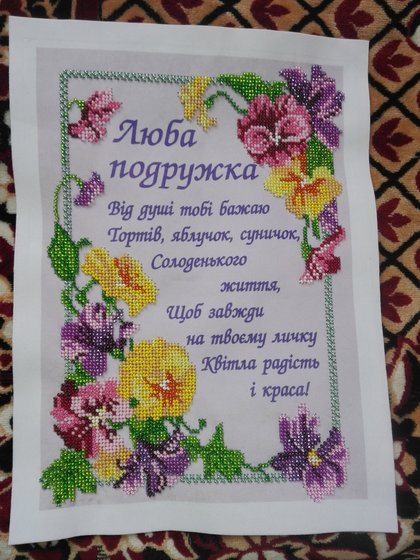 Люба
подружка
Від душі тобі бажаю
Тортів, яблучок, суничок,
Солоденького
життя,
Щоб завжди
на твоєму личку
Квітла радість
і краса!